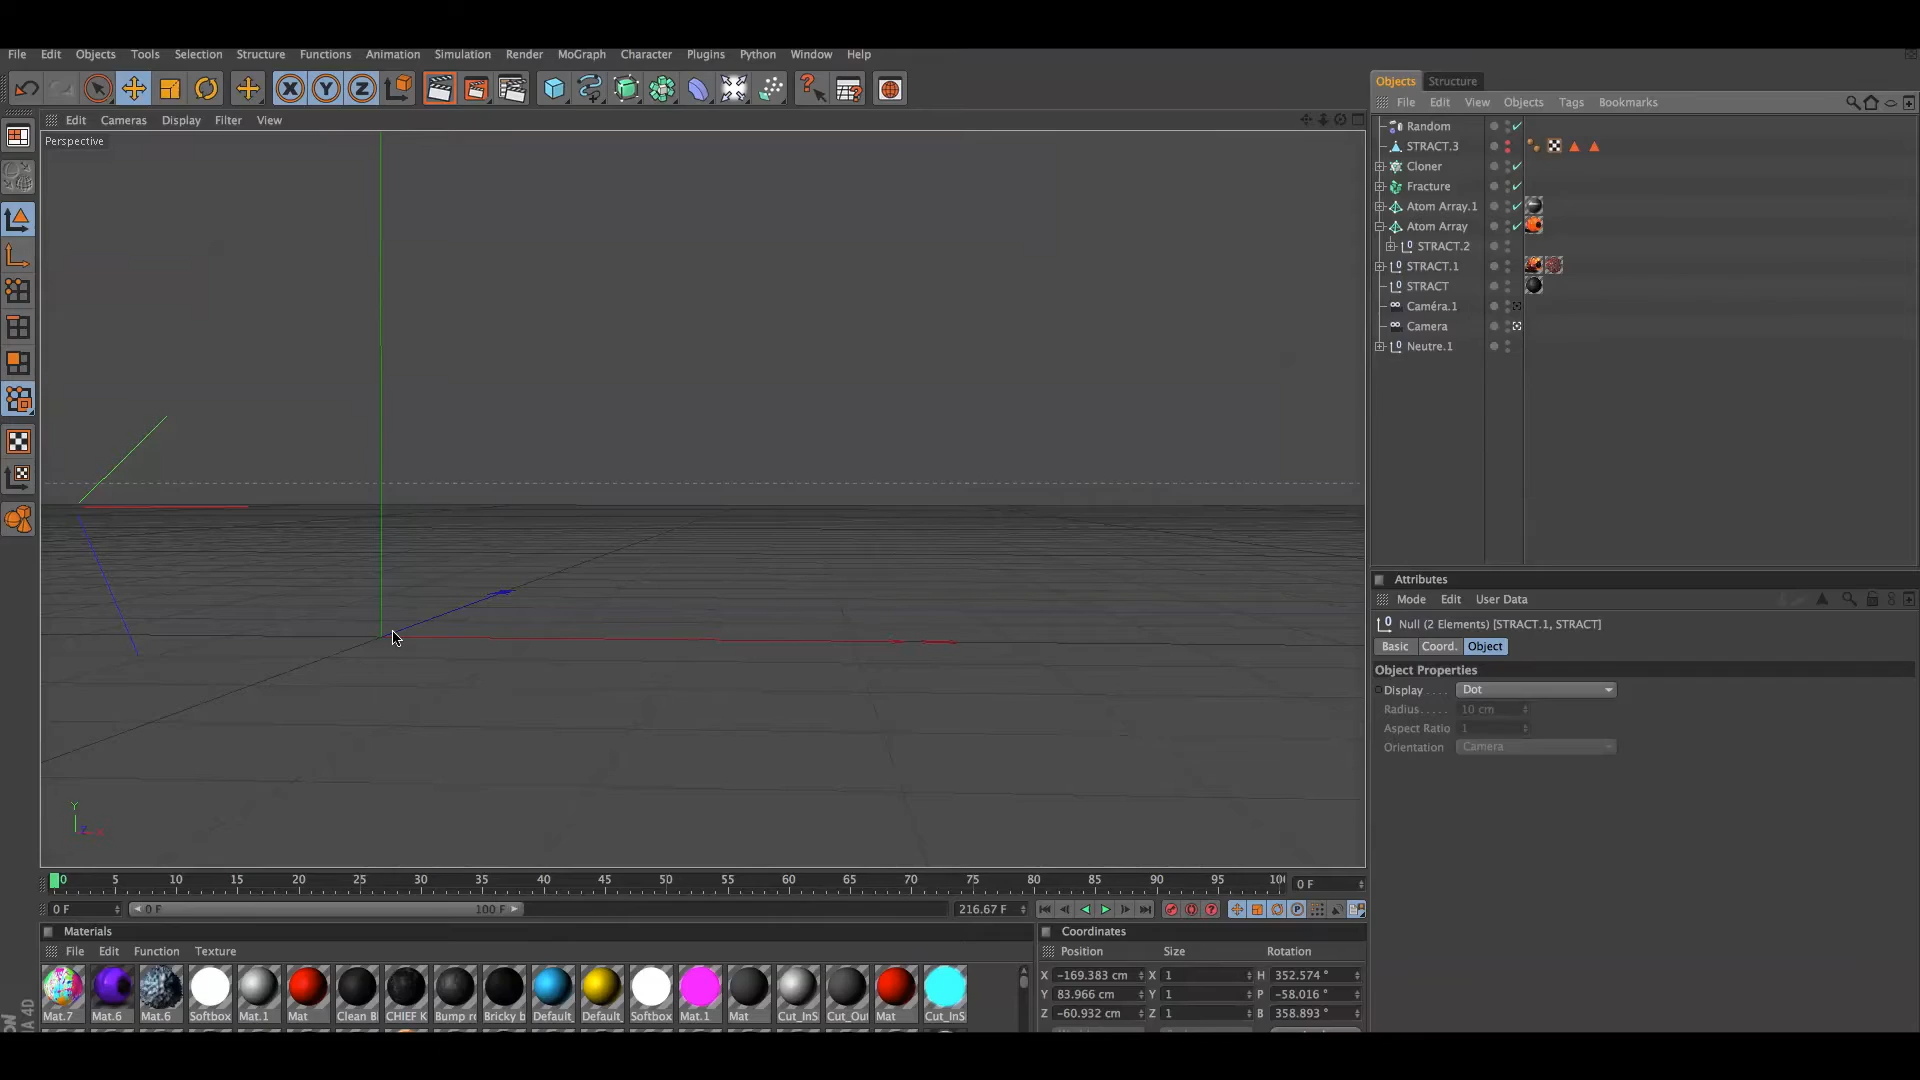 File Edit Objects Tools Selection Structure Functions Animation Simulation Render MoGraph Character Plugins Python Window Help
X Y Z
Edit Cameras Display Filter View
Perspective
Y
Z X
0 5 10 15 20 25 30 35 40 45 50 55 60 65 70 75 80 85 90 95 10
0 F
0 F
0 F
100 F
216.67 F
P
Materials
File Edit Function Texture
Mat.7 Mat.6 Mat.6 Softbox Mat.1 Mat Clean Bl CHIEF K Bump ro Bricky b Default_ Default_ Softbox Mat.1 Mat Cut_InS Cut_Out Mat Cut_InS
Coordinates
Position Size Rotation
X -169.383 cm X 1 H 352.574 °
Y 83.966 cm Y 1 P -58.016 °
Z -60.932 cm Z 1 B 358.893 °
Objects Structure
File Edit View Objects Tags Bookmarks
Random
STRACT.3
Cloner
Fracture
Atom Array.1
Atom Array
STRACT.2
STRACT.1
STRACT
Caméra.1
Camera
Neutre.1
Attributes
Mode Edit User Data
Null (2 Elements) [STRACT.1, STRACT]
Basic Coord. Object
Object Properties
Display . . . . Dot
Radius. . . . . 10 cm
Aspect Ratio 1
Orientation Camera